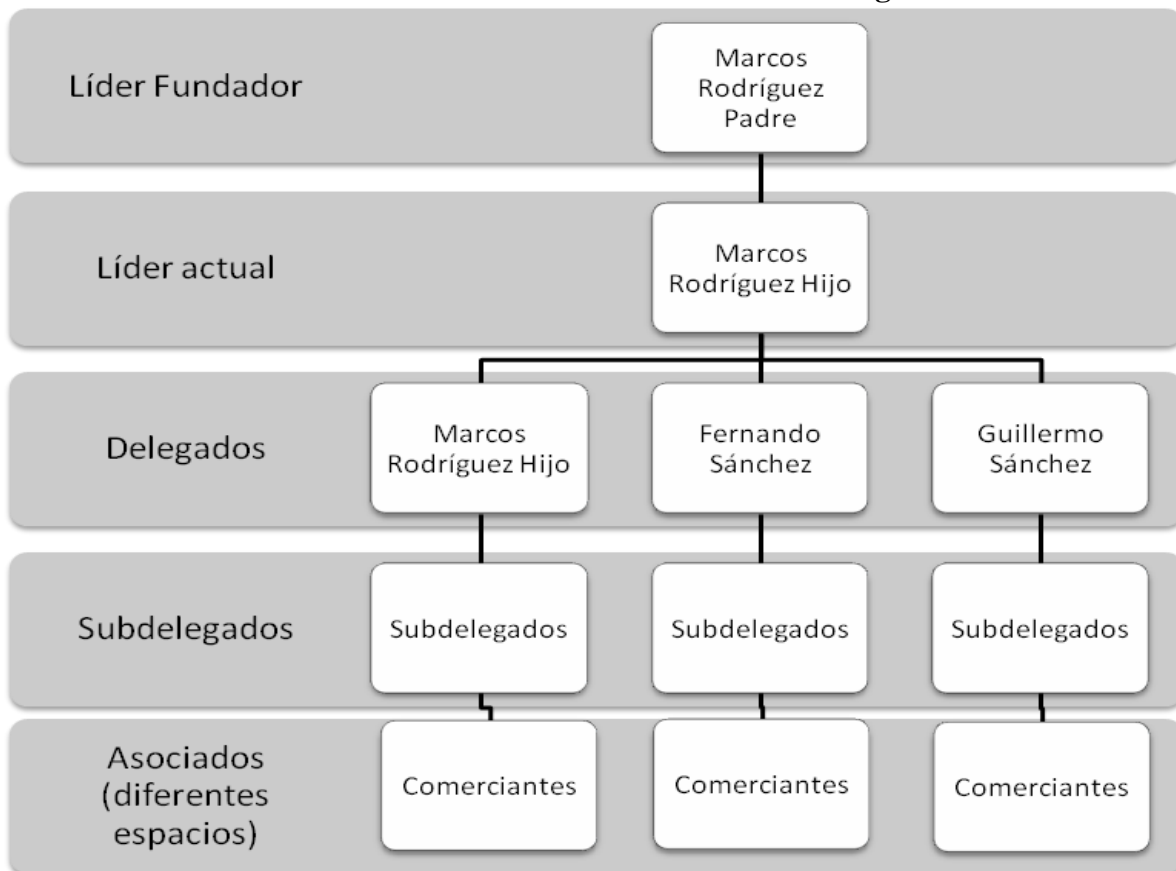 Líder Fundador
Marcos
Rodríguez
Padre
Líder actual
Marcos
Rodríguez Hijo
Delegados
Marcos
Rodríguez Hijo
Fernando
Sánchez
Guillermo
Sánchez
Subdelegados
Subdelegados
Subdelegados
Subdelegados
Asociados
(diferentes
espacios)
Comerciantes
Comerciantes
Comerciantes